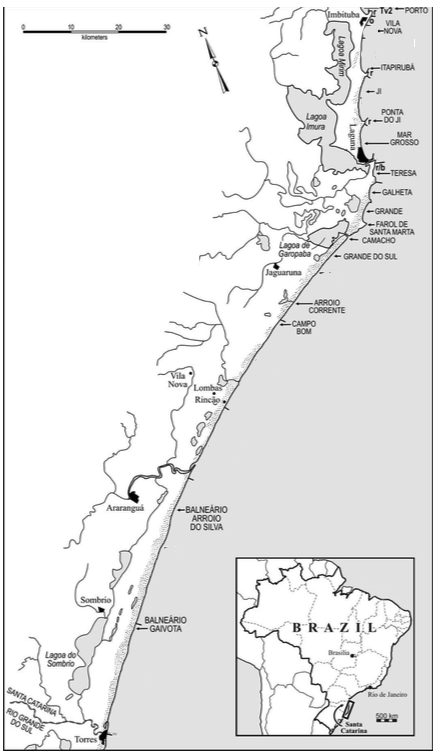 Tv2
PORTO
Imbituba
0 10 20 30
kilometers
VILA
NOVA
N
Lagoa Mirim
ITAPIRUBÁ
r
JI
Lagoa
Imura
PONTA
DO JI
r
Laguna
MAR
GROSSO
r/b
TERESA
GALHETA
GRANDE
FAROL DE
SANTA MARTA
CAMACHO
Lagoa de
Garopaba
GRANDE DO SUL
Jaguaruna
ARROIO
CORRENTE
CAMPO
BOM
Vila
Nova
Lombas
Rincão
Araranguá
BALNEÁRIO
ARROIO
DO SILVA
Sombrio
BALNEÁRIO
GAIVOTA
Lagoa do
Sombrio
SANTA CATARINA
RIO GRANDE
DO SUL
Torres
BRAZIL
Brasília
Rio de Janeiro
Santa
Catarina
500 km